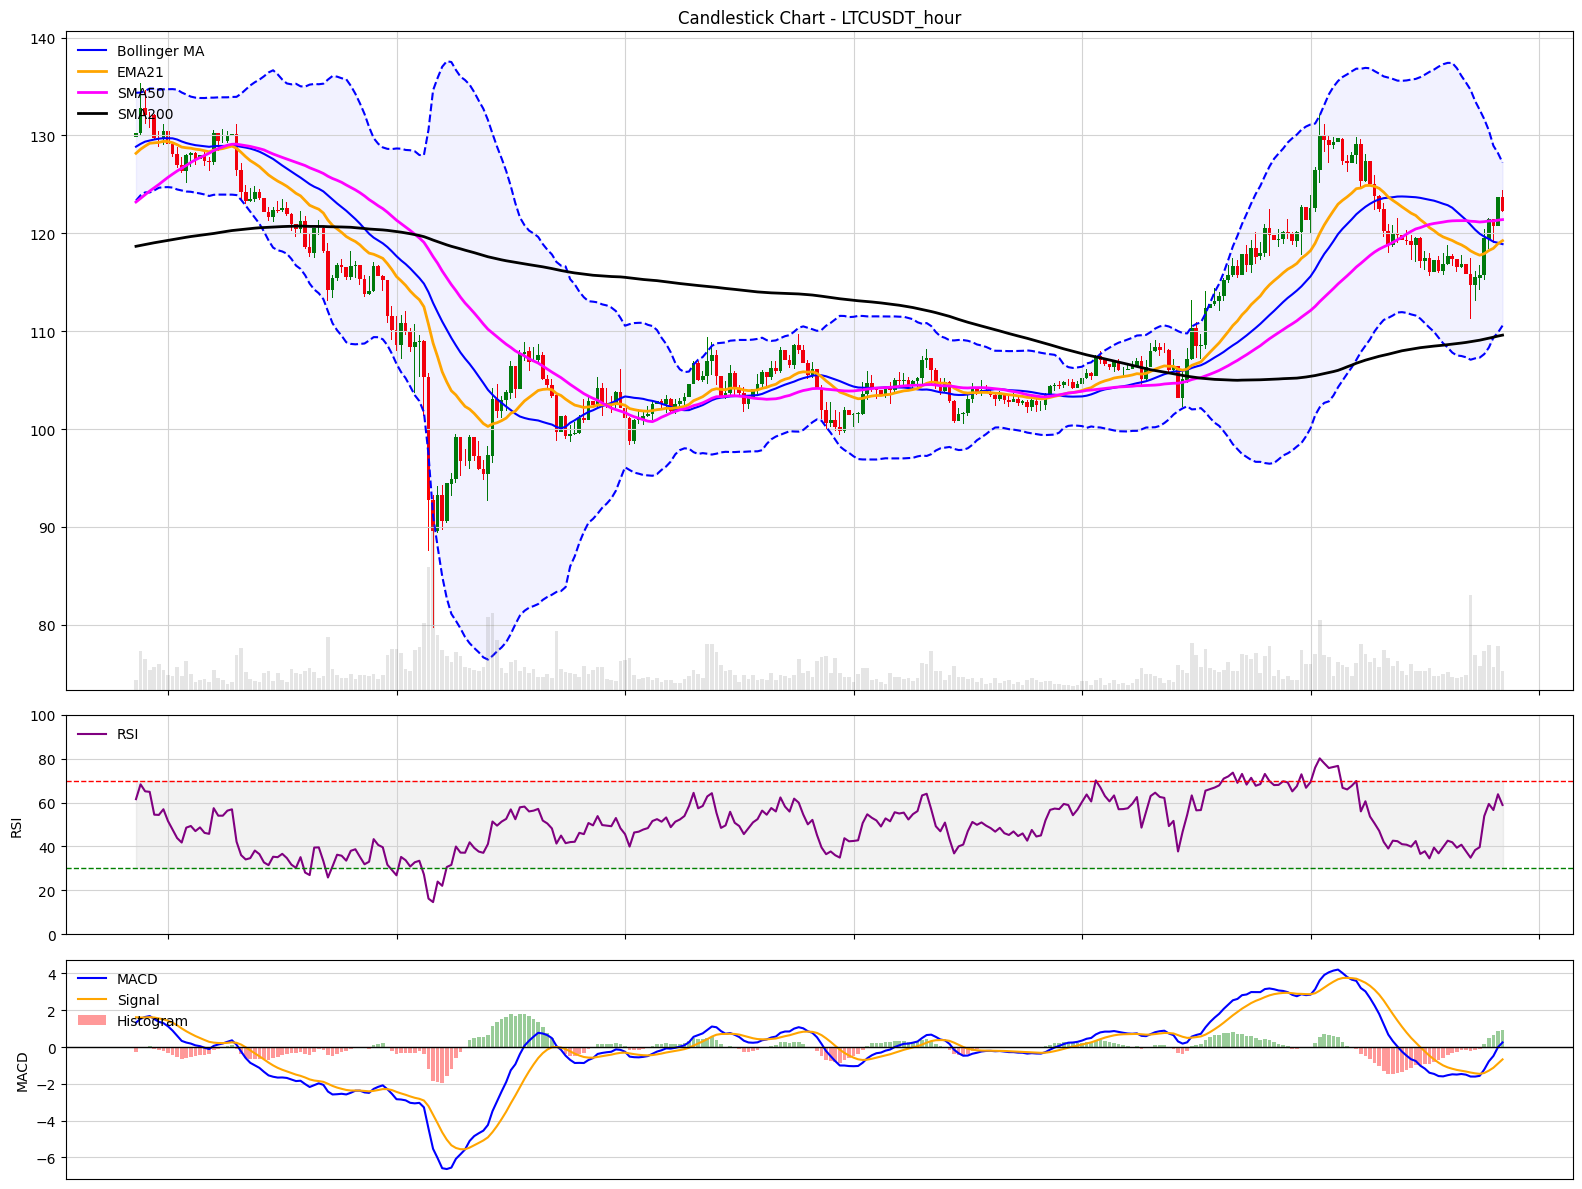 Candlestick Chart - LTCUSDT_hour
140
130
120
110
100
90
80
Bollinger MA
EMA21
SMA50
SMA200
100
80
60
40
20
0
RSI
RSI
4
2
0
−2
−4
−6
MACD
MACD
Signal
Histogram